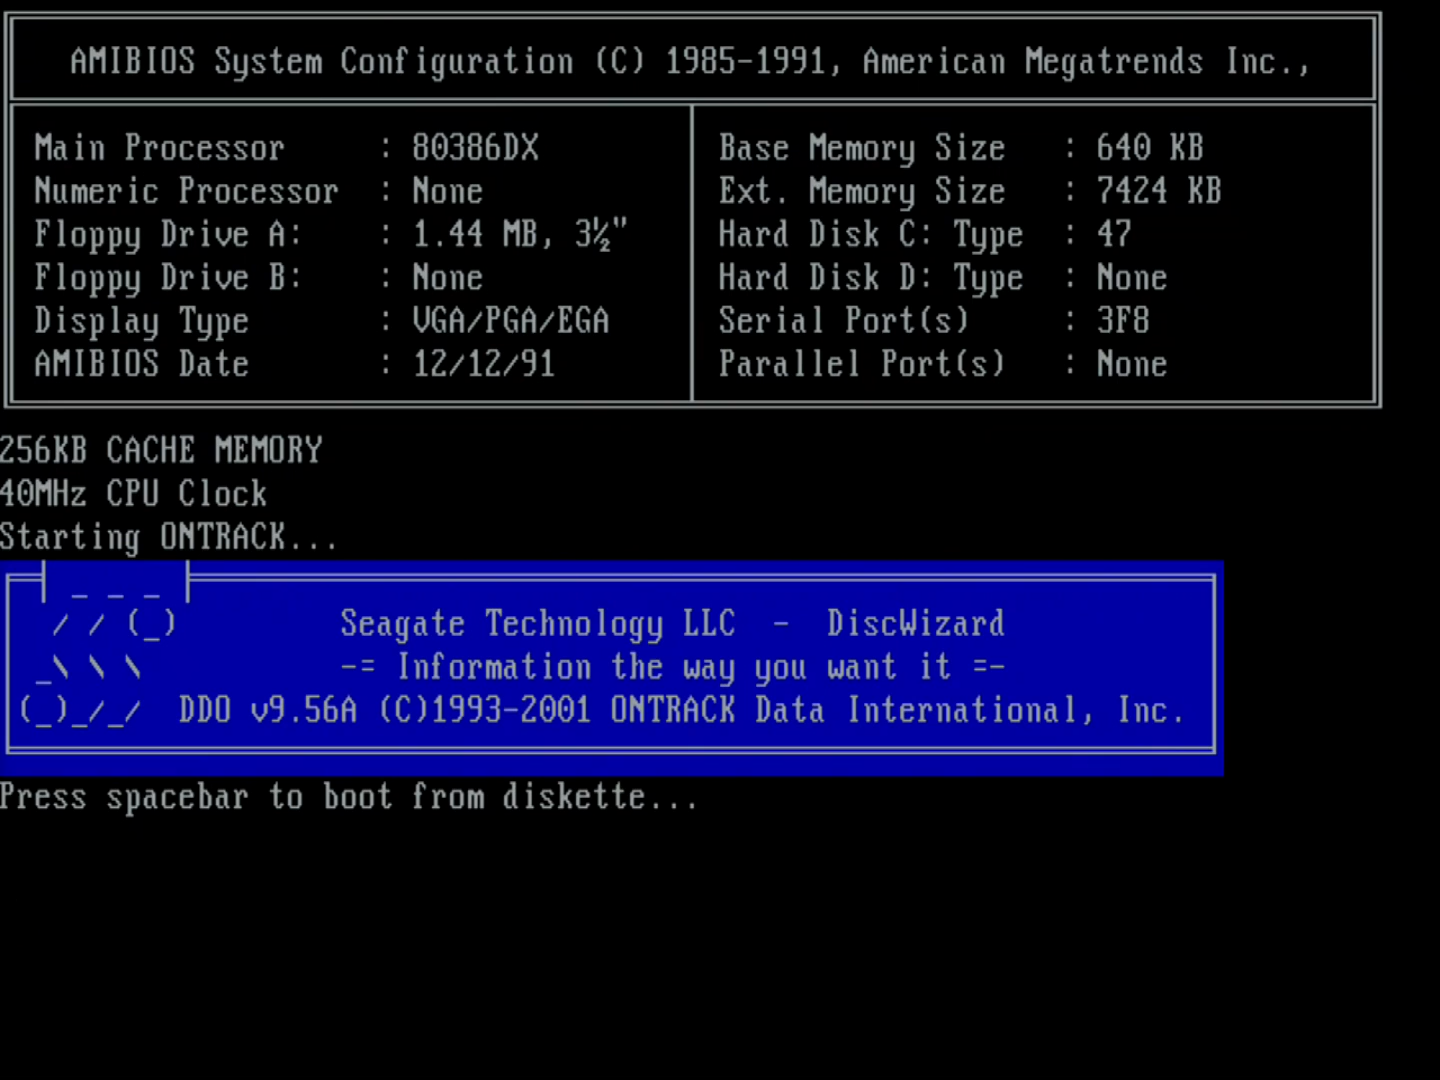 AMIBIOS System Configuration (C) 1985-1991, American Megatrends Inc.,
Main Processor : 80386DX
Numeric Processor : None
Floppy Drive A: : 1.44 MB, 3½"
Floppy Drive B: : None
Display Type : VGA/PGA/EGA
AMIBIOS Date : 12/12/91
Base Memory Size : 640 KB
Ext. Memory Size : 7424 KB
Hard Disk C: Type : 47
Hard Disk D: Type : None
Serial Port(s) : 3F8
Parallel Port(s) : None
256KB CACHE MEMORY
40MHz CPU Clock
Starting ONTRACK...
Seagate Technology LLC - DiscWizard
-= Information the way you want it =-
DDO v9.56A (C)1993-2001 ONTRACK Data International, Inc.
Press spacebar to boot from diskette...